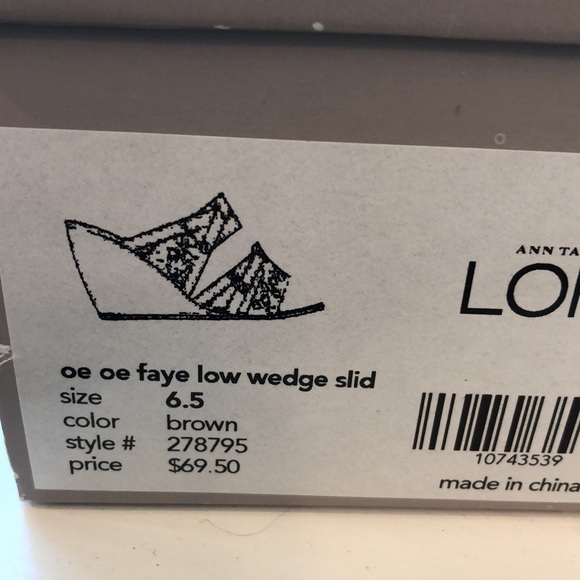 ANN TA
LO
oe oe faye low wedge slid
size 6.5
color brown
style # 278795
price $69.50
10743539
made in china